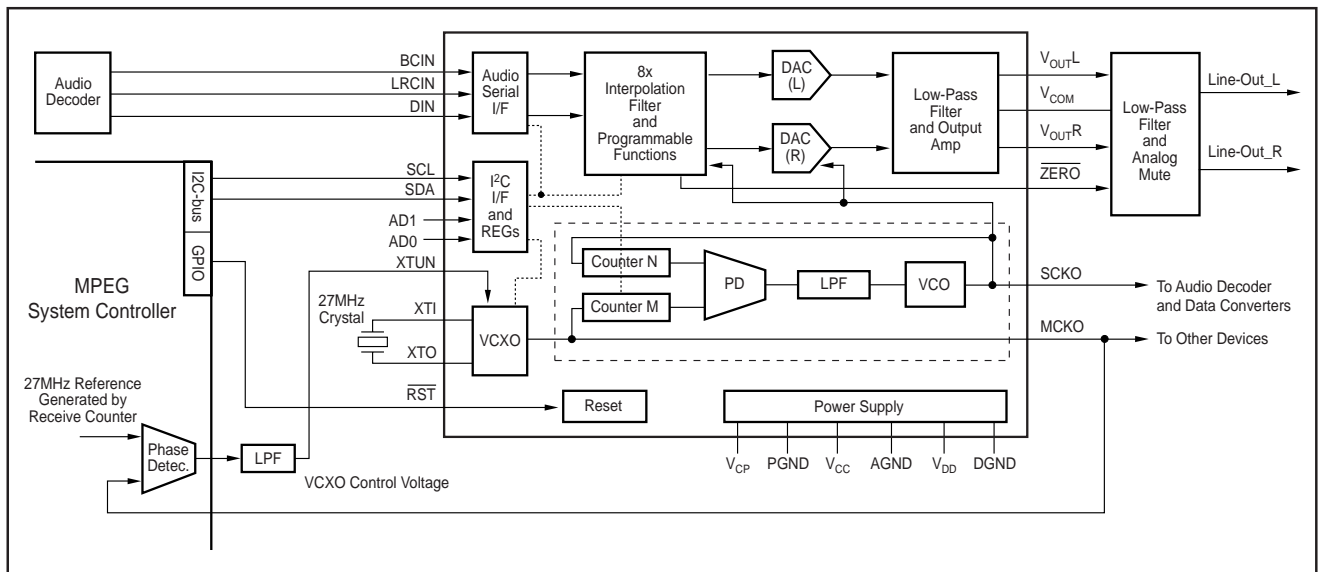 Audio
Decoder
BCIN
LRCIN
DIN
Audio
Serial
I/F
8x
Interpolation
Filter
and
Programmable
Functions
DAC
(L)
DAC
(R)
Low-Pass
Filter
and Output
Amp
VOUTL
VCOM
VOUTR
ZERO
Low-Pass
Filter
and
Analog
Mute
Line-Out_L
Line-Out_R
I2C-bus
GPIO
MPEG
System Controller
SCL
SDA
AD1
AD0
I²C
I/F
and
REGs
XTUN
27MHz
Crystal
XTI
XTO
VCXO
Counter N
Counter M
PD
LPF
VCO
SCKO
To Audio Decoder
and Data Converters
MCKO
To Other Devices
RST
Reset
Power Supply
VCP
PGND
VCC
AGND
VDD
DGND
27MHz Reference
Generated by
Receive Counter
Phase
Detec.
LPF
VCXO Control Voltage